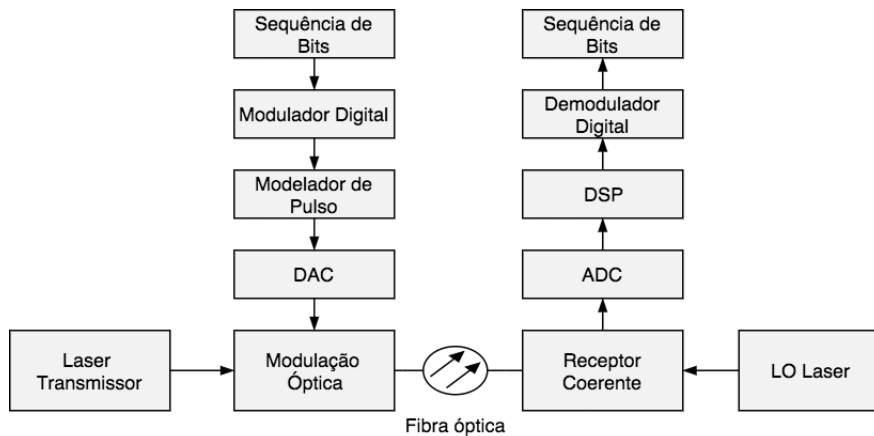 Sequência de
Bits
Sequência de
Bits
Modulador Digital
Demodulador
Digital
Modelador de
Pulso
DSP
DAC
ADC
Laser
Transmissor
Modulação
Óptica
Receptor
Coerente
LO Laser
Fibra óptica